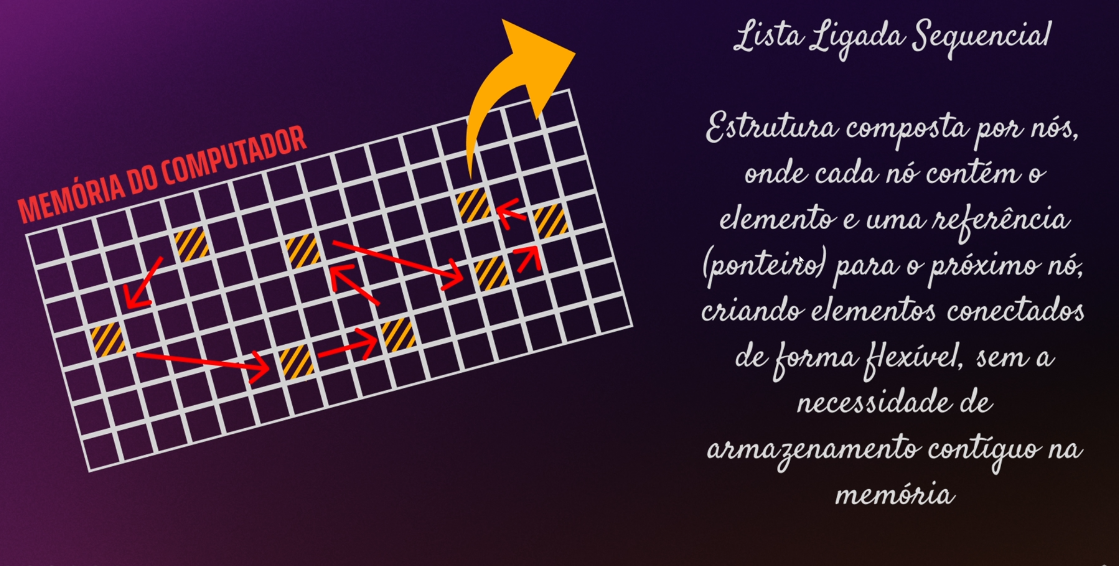 MEMÓRIA DO COMPUTADOR
Lista Ligada Sequencial
Estrutura composta por nós,
onde cada nó contém o
elemento e uma referência
(ponteiro) para o próximo nó,
criando elementos conectados
de forma flexível, sem a
necessidade de
armazenamento contíguo na
memória